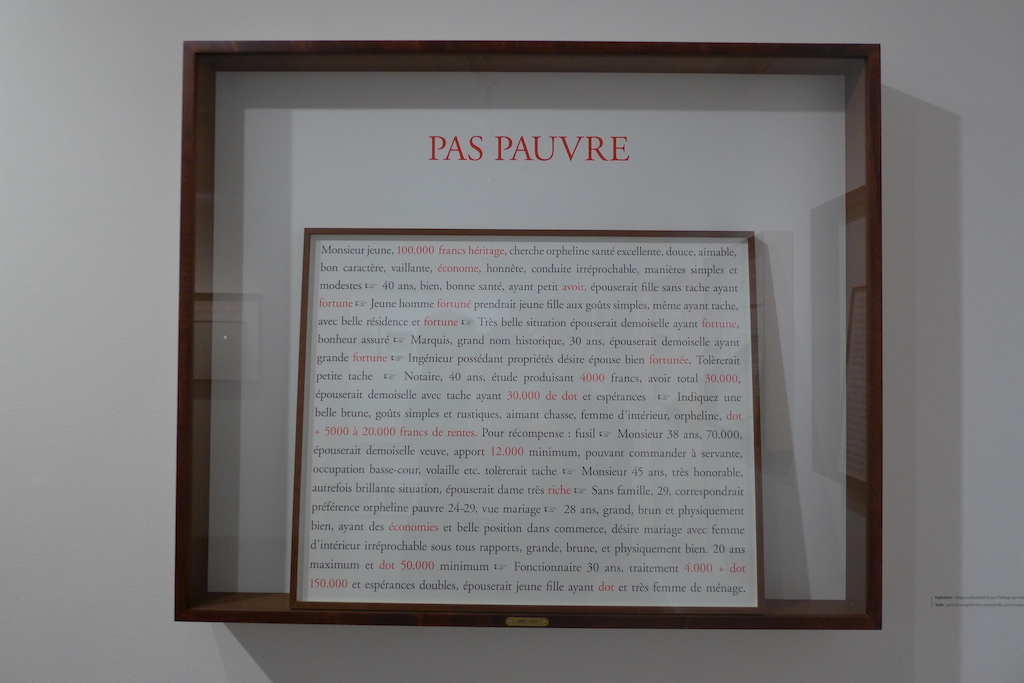 PAS PAUVRE
Monsieur jeune, 100.000 francs héritage, cherche orpheline santé excellente, douce, aimable,
bon caractère, vaillante, économe, honnête, conduite irréprochable, manières simples et
modestes ☞ 40 ans, bien, bonne santé, ayant petit avoir, épouserait fille sans tache ayant
fortune ☞ Jeune homme fortuné prendrait jeune fille aux goûts simples, même ayant tache,
avec belle résidence et fortune ☞ Très belle situation épouserait demoiselle ayant fortune,
bonheur assuré ☞ Marquis, grand nom historique, 30 ans, épouserait demoiselle ayant
grande fortune ☞ Ingénieur possédant propriétés désire épouse bien fortunée. Tolèrerait
petite tache ☞ Notaire, 40 ans, étude produisant 4000 francs, avoir total 30.000,
épouserait demoiselle avec tache ayant 30.000 de dot et espérances ☞ Indiquez une
belle brune, goûts simples et rustiques, aimant chasse, femme d'intérieur, orpheline, dot
+ 5000 à 20.000 francs de rentes. Pour récompense : fusil ☞ Monsieur 38 ans, 70.000,
épouserait demoiselle veuve, apport 12.000 minimum, pouvant commander à servante,
occupation basse-cour, volaille etc. tolèrerait tache ☞ Monsieur 45 ans, très honorable,
autrefois brillante situation, épouserait dame très riche ☞ Sans famille, 29, correspondrait
préférence orpheline pauvre 24-29, vue mariage ☞ 28 ans, grand, brun et physiquement
bien, ayant des économies et belle position dans commerce, désire mariage avec femme
d'intérieur irréprochable sous tous rapports, grande, brune, et physiquement bien. 20 ans
maximum et dot 50.000 minimum ☞ Fonctionnaire 30 ans, traitement 4.000 + dot
150.000 et espérances doubles, épouserait jeune fille ayant dot et très femme de ménage.